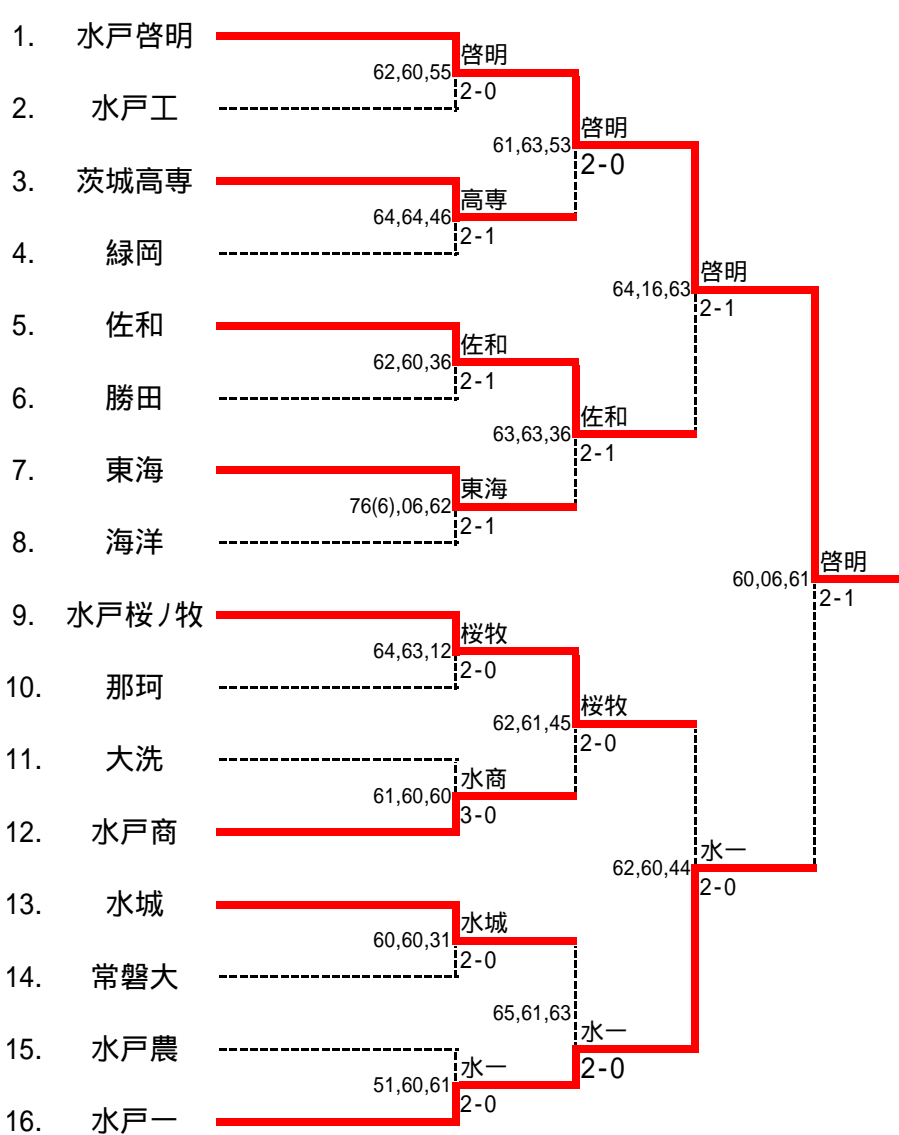 1. 水戸啓明
2. 水戸工
3. 茨城高専
4. 緑岡
5. 佐和
6. 勝田
7. 東海
8. 海洋
9. 水戸桜ノ牧
10. 那珂
11. 大洗
12. 水戸商
13. 水城
14. 常磐大
15. 水戸農
16. 水戸一
啓明
62,60,55
2-0
高専
64,64,46
2-1
佐和
62,60,36
2-1
東海
76(6),06,62
2-1
桜牧
64,63,12
2-0
水商
61,60,60
3-0
水城
60,60,31
2-0
水一
51,60,61
2-0
啓明
61,63,53
2-0
佐和
63,63,36
2-1
桜牧
62,61,45
2-0
65,61,63
水一
2-0
啓明
64,16,63
2-1
水一
62,60,44
2-0
啓明
60,06,61
2-1